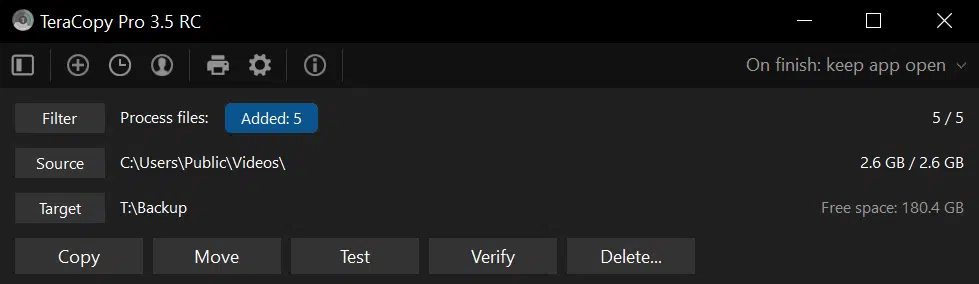 TeraCopy Pro 3.5 RC
On finish: keep app open
Filter Process files: Added: 5 5 / 5
Source C:\Users\Public\Videos\ 2.6 GB / 2.6 GB
Target T:\Backup Free space: 180.4 GB
Copy Move Test Verify Delete...